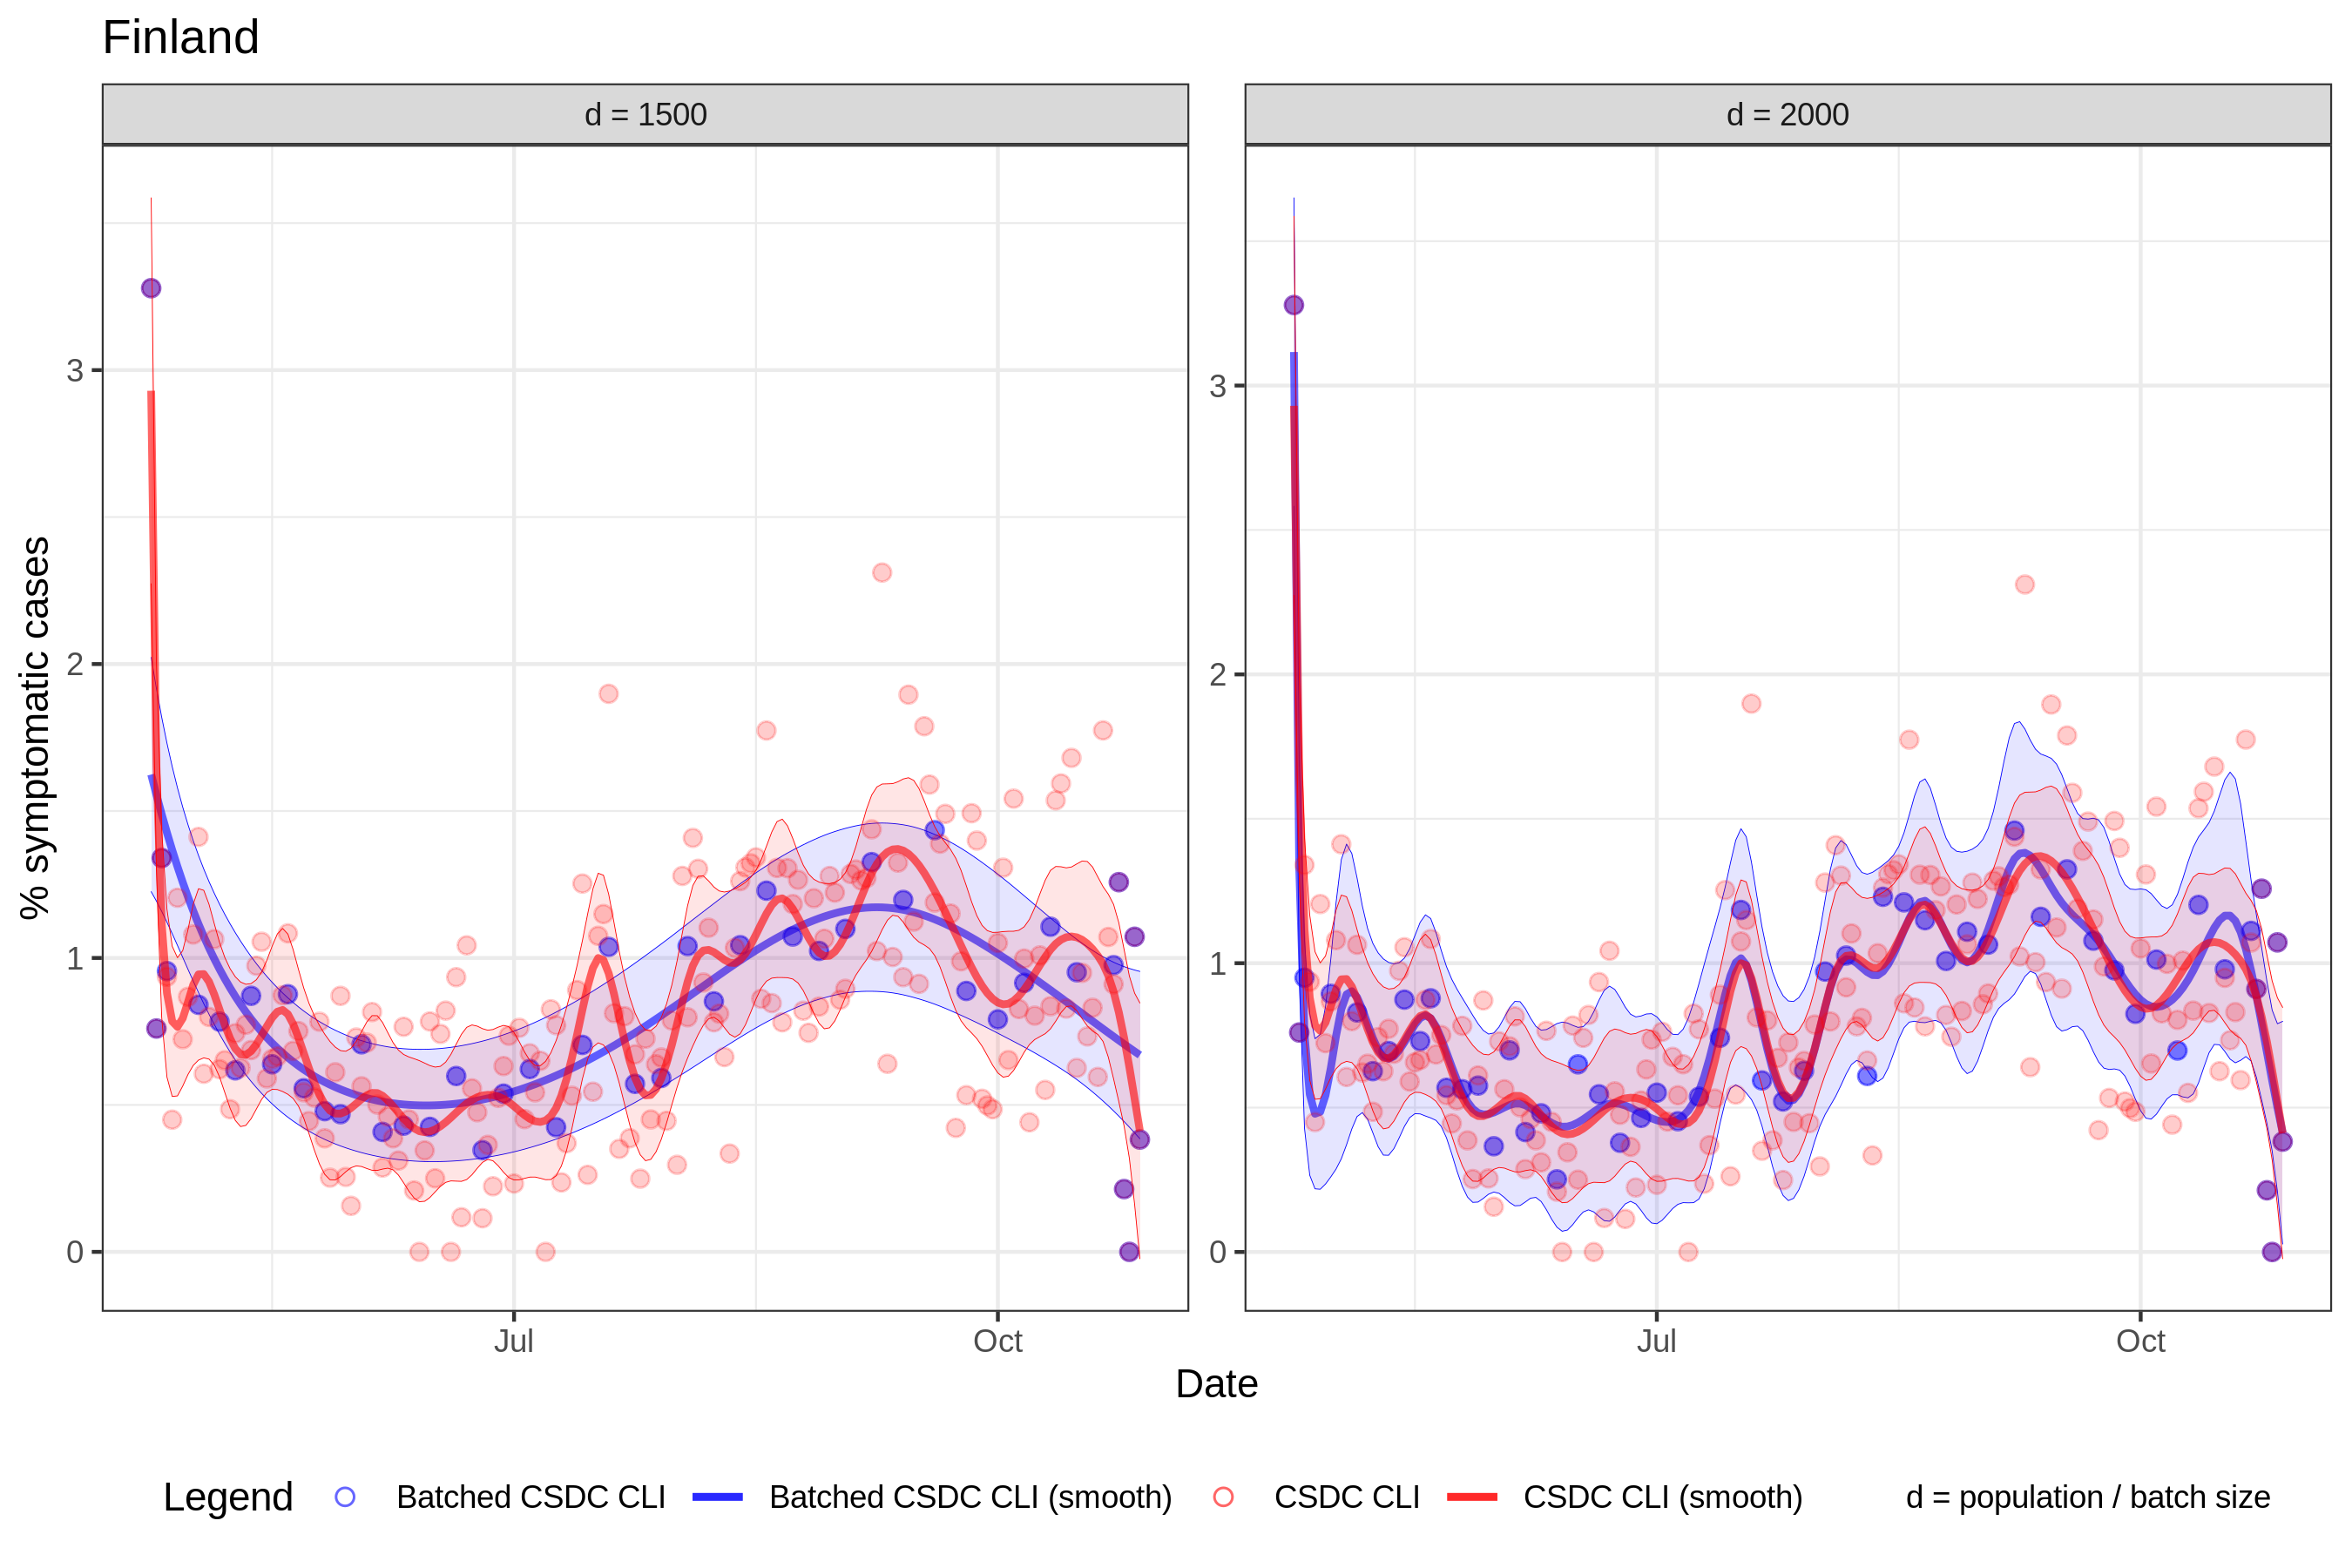 Finland
d = 1500
d = 2000
% symptomatic cases
3
2
1
0
3
2
1
0
Jul
Oct
Jul
Oct
Date
Legend
Batched CSDC CLI
Batched CSDC CLI (smooth)
CSDC CLI
CSDC CLI (smooth)
d = population / batch size